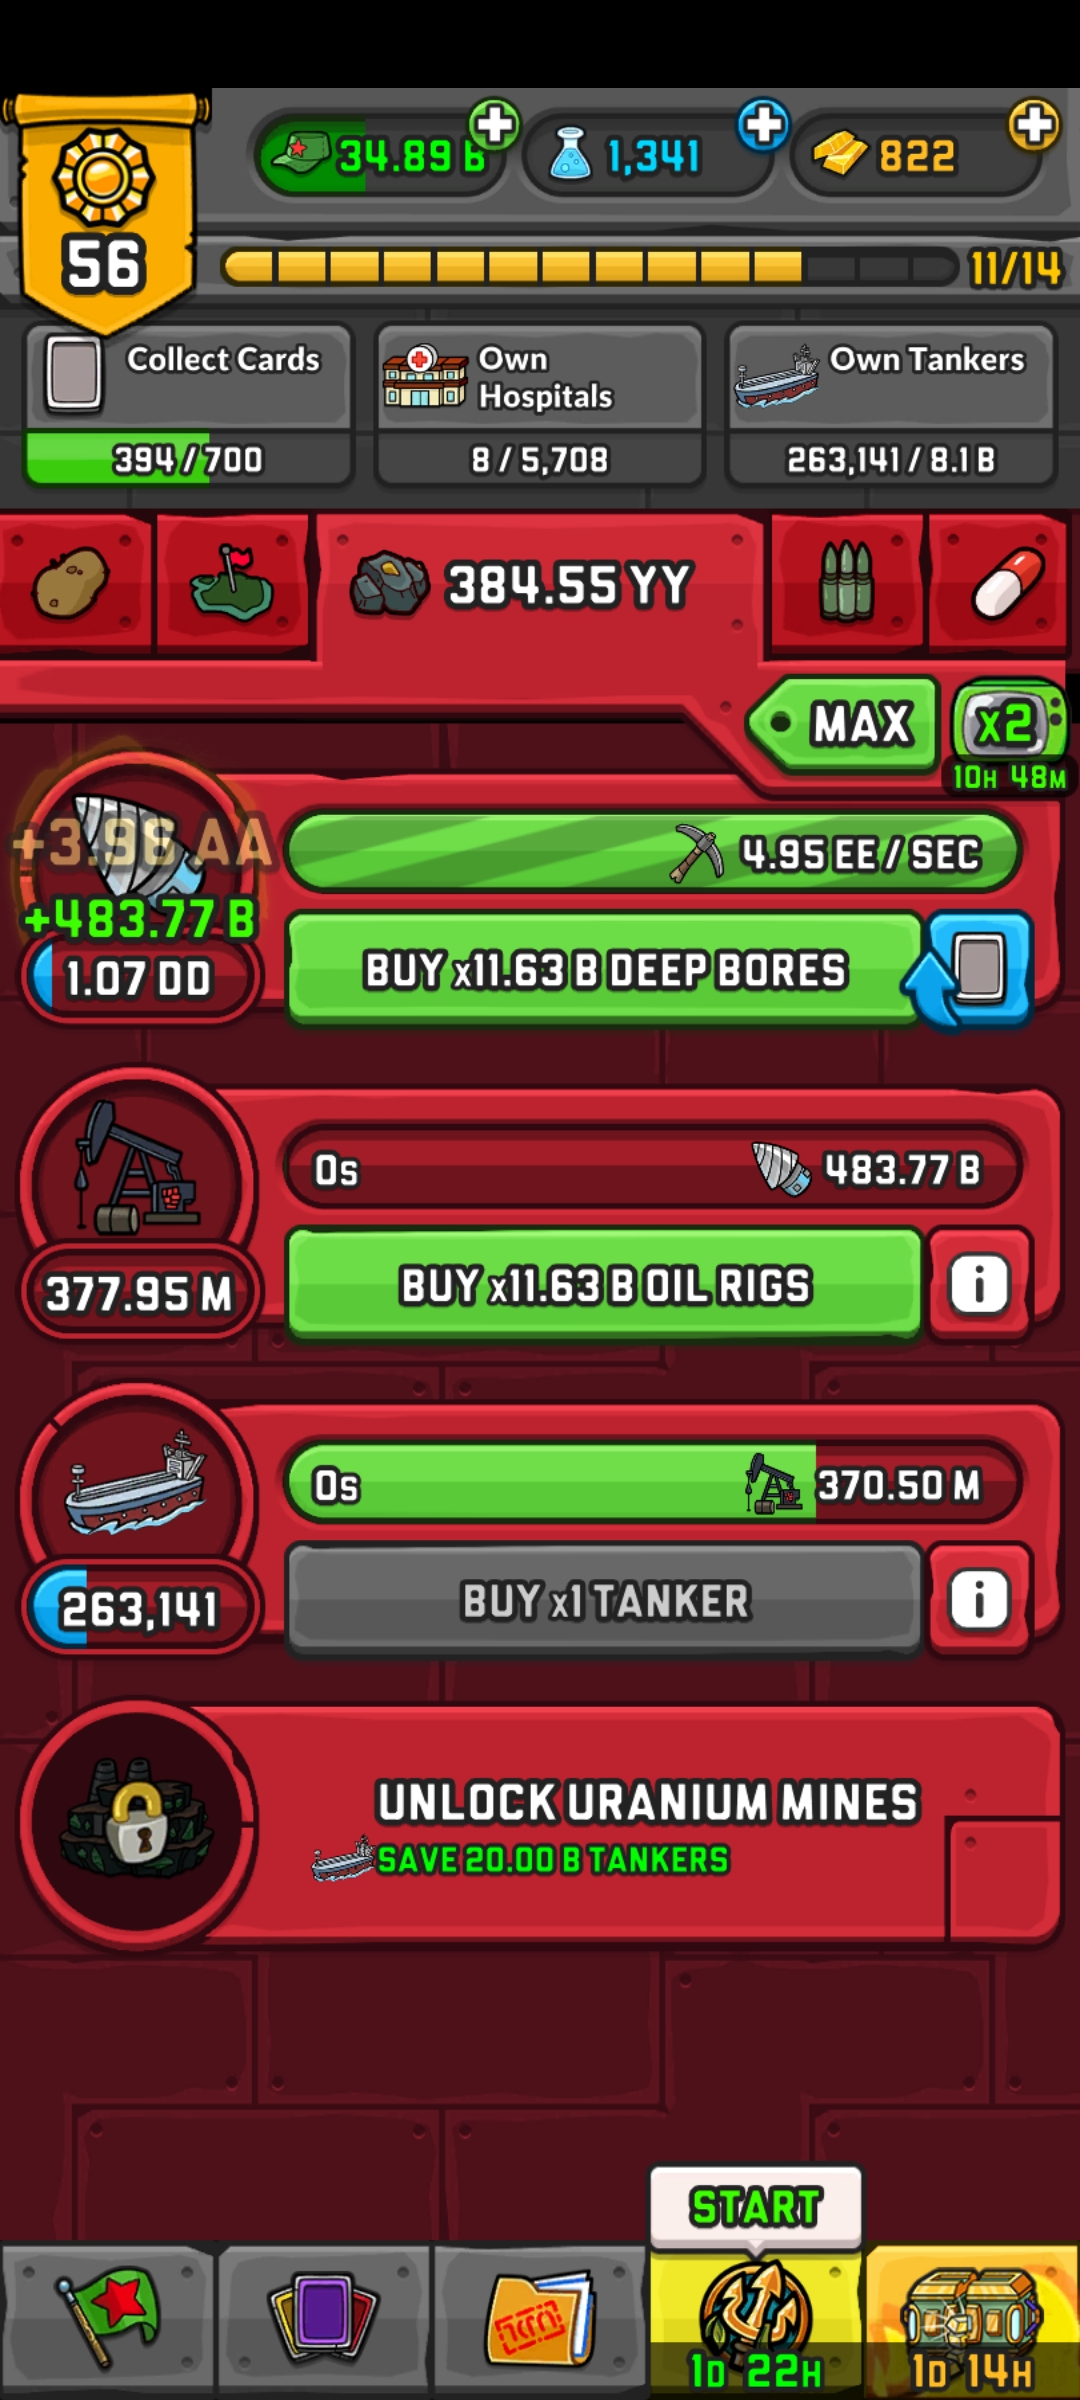 56
34.89 B
1,341
822
11/14
Collect Cards
394/700
Own
Hospitals
8/5,708
Own Tankers
263,141/8.1 B
384.55 YY
MAX
x2
10H 48M
+3.96 AA
+483.77 B
1.07 DD
4.95 EE/SEC
BUY x11.63 B DEEP BORES
377.95 M
0s
483.77 B
BUY x11.63 B OIL RIGS
i
263,141
0s
370.50 M
BUY x1 TANKER
i
UNLOCK URANIUM MINES
SAVE 20.00 B TANKERS
START
1D 22H
1D 14H